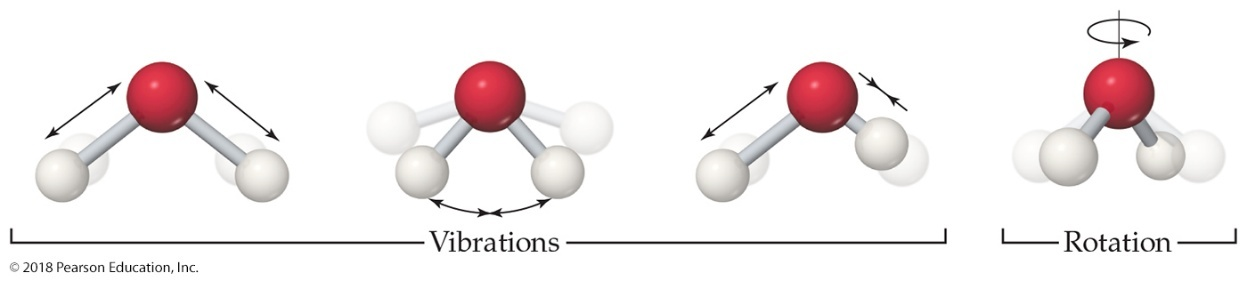 Vibrations
Rotation
© 2018 Pearson Education, Inc.